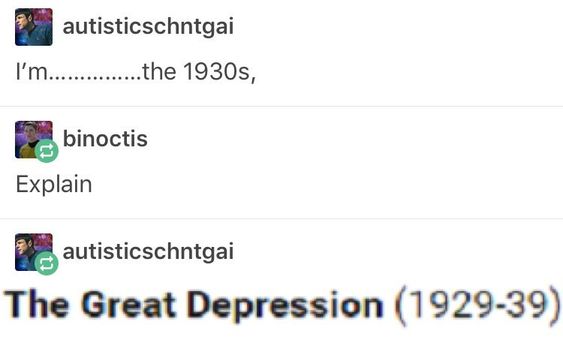 autisticschntgai
I'm...............the 1930s,
binoctis
Explain
autisticschntgai
The Great Depression (1929-39)